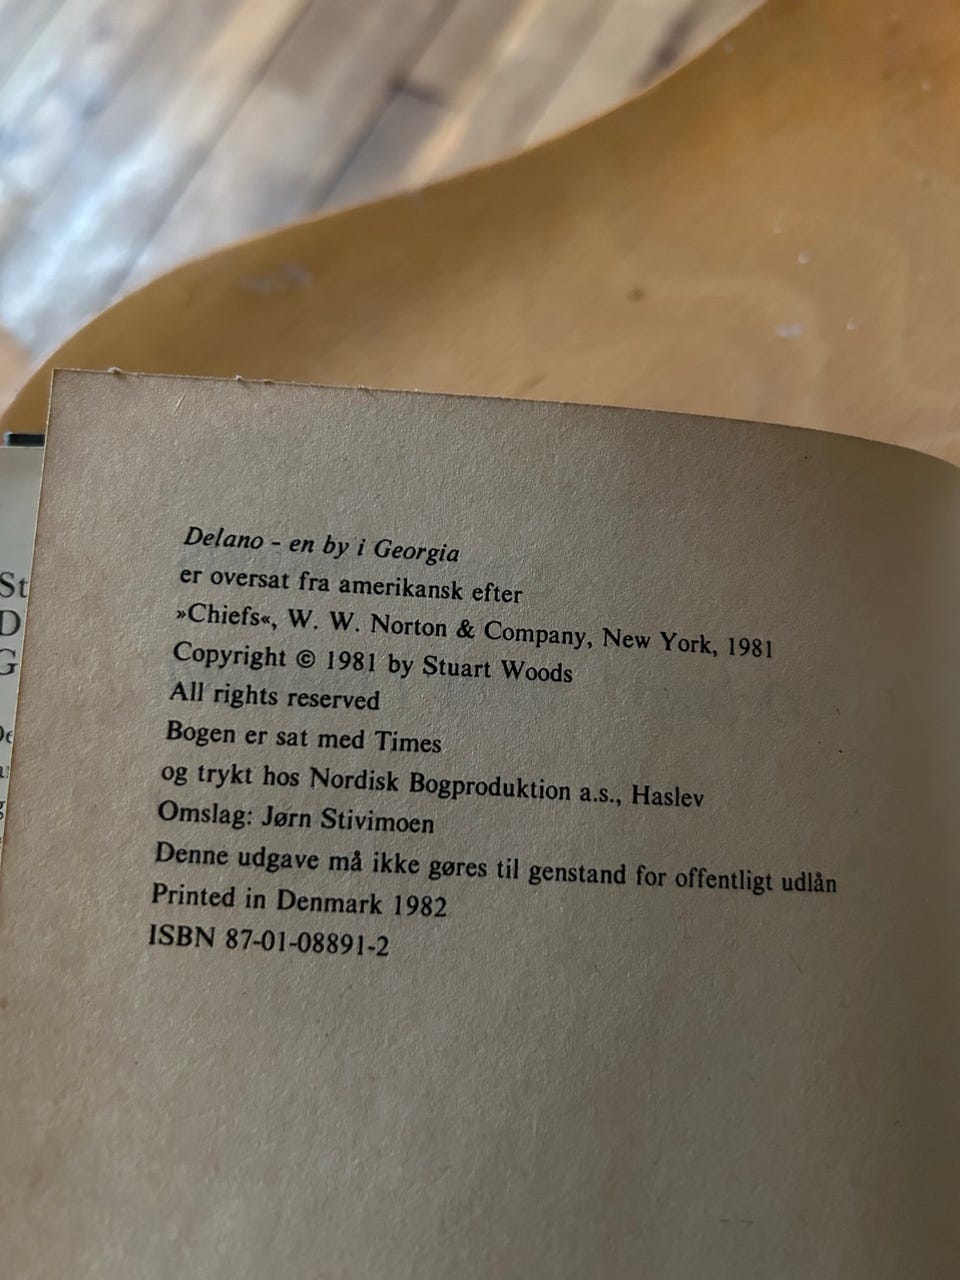 Delano - en by i Georgia
er oversat fra amerikansk efter
»Chiefs«, W. W. Norton & Company, New York, 1981
Copyright © 1981 by Stuart Woods
All rights reserved
Bogen er sat med Times
og trykt hos Nordisk Bogproduktion a.s., Haslev
Omslag: Jørn Stivimoen
Denne udgave må ikke gøres til genstand for offentligt udlån
Printed in Denmark 1982
ISBN 87-01-08891-2